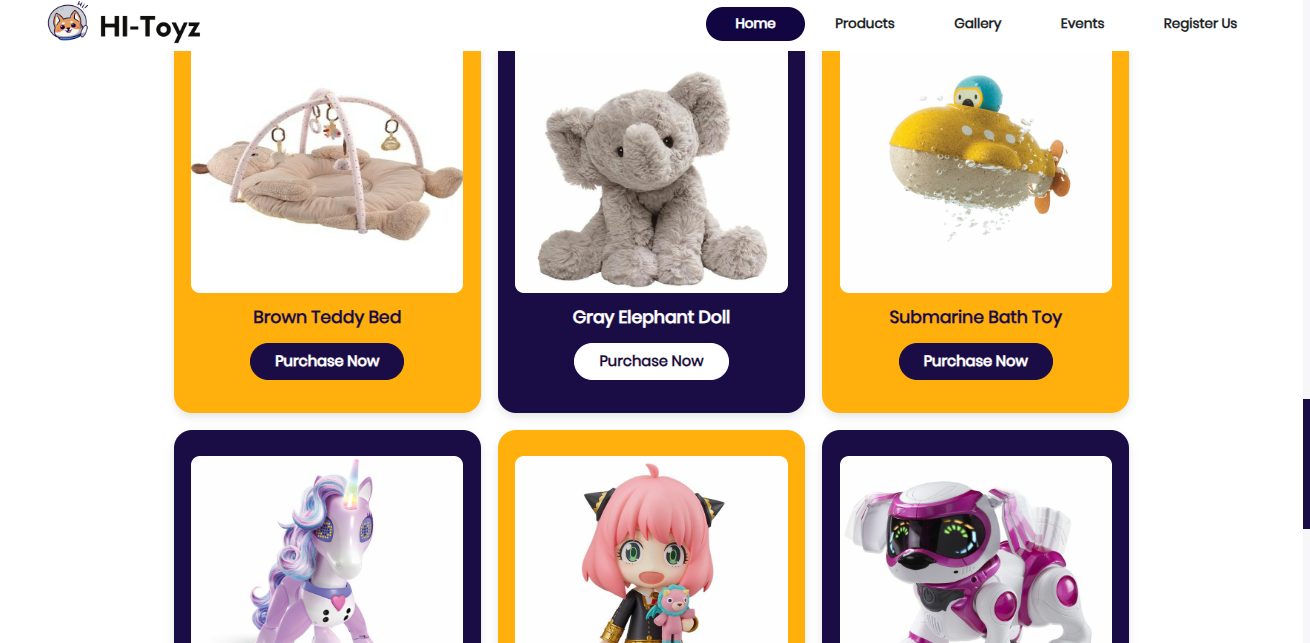 Hi!
HI-Toyz
Home
Products
Gallery
Events
Register Us
Brown Teddy Bed
Gray Elephant Doll
Submarine Bath Toy
Purchase Now
Purchase Now
Purchase Now